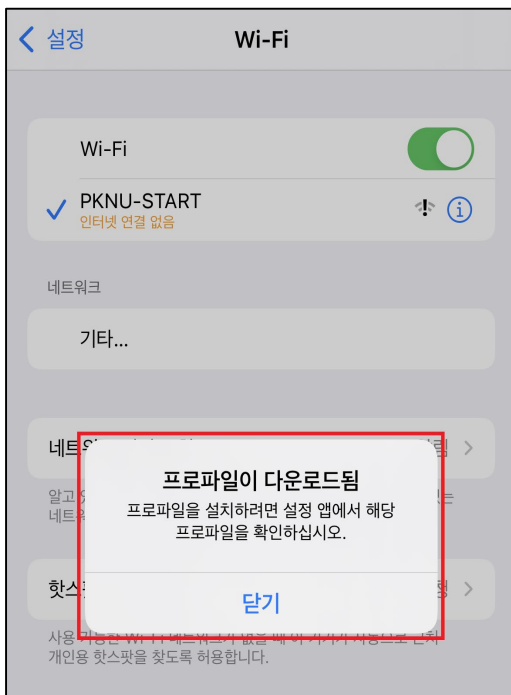 설정
Wi-Fi
Wi-Fi
PKNU-START
인터넷 연결 없음
네트워크
기타...
프로파일이 다운로드됨
프로파일을 설치하려면 설정 앱에서 해당
프로파일을 확인하십시오.
닫기
개인용 핫스팟을 찾도록 허용합니다.